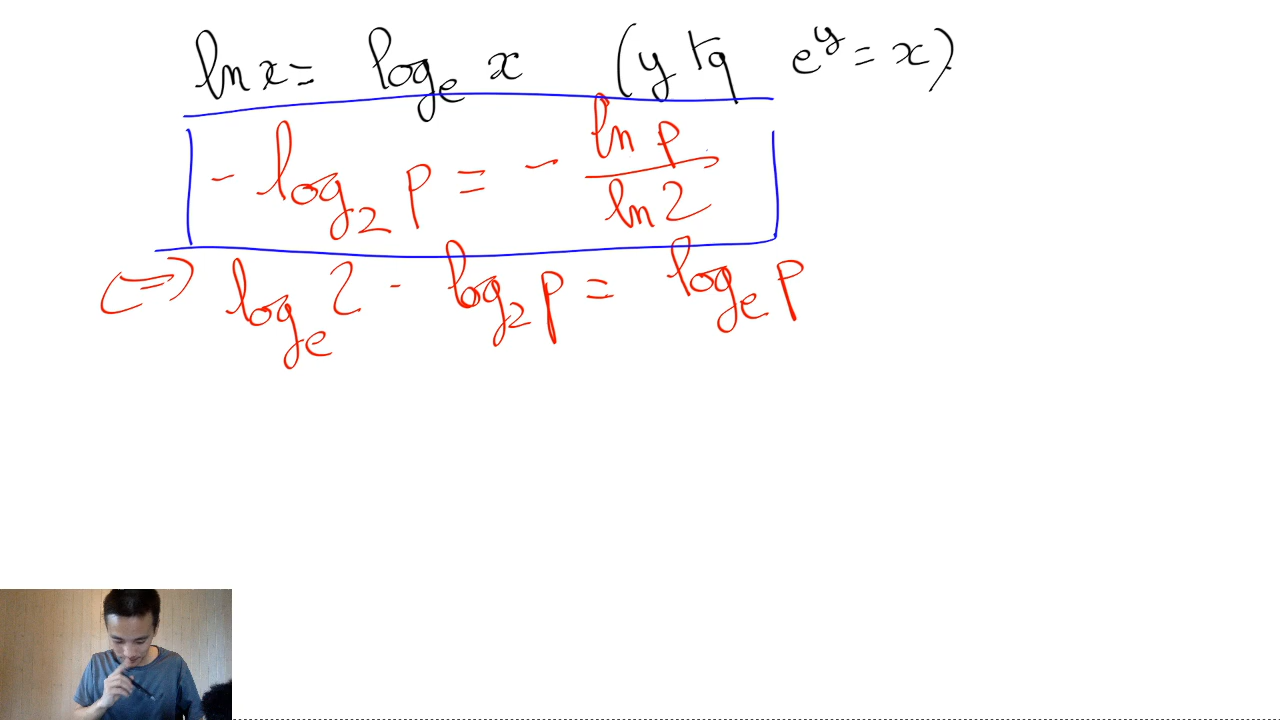 ln x = log_e x (y tq e^y = x).
- log_2 p = - ln p / ln 2
⇔ log_e 2 - log_2 p = log_e p